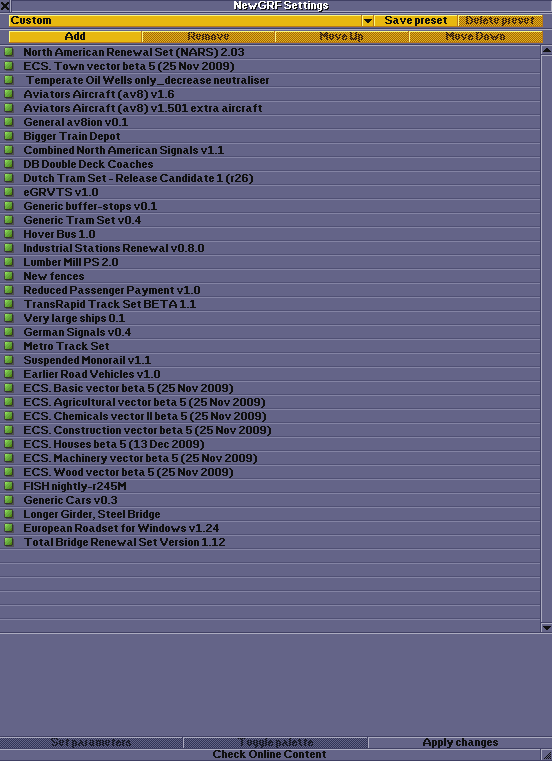 NewGRF Settings
Custom Save preset Delete preset
Add Remove Move Up Move Down
North American Renewal Set (NARS) 2.03
ECS. Town vector beta 5 (25 Nov 2009)
Temperate Oil Wells only_decrease neutraliser
Aviators Aircraft (av8) v1.6
Aviators Aircraft (av8) v1.501 extra aircraft
General av8ion v0.1
Bigger Train Depot
Combined North American Signals v1.1
DB Double Deck Coaches
Dutch Tram Set - Release Candidate 1 (r26)
eGRVTS v1.0
Generic buffer-stops v0.1
Generic Tram Set v0.4
Hover Bus 1.0
Industrial Stations Renewal v0.8.0
Lumber Mill PS 2.0
New fences
Reduced Passenger Payment v1.0
TransRapid Track Set BETA 1.1
Very large ships 0.1
German Signals v0.4
Metro Track Set
Suspended Monorail v1.1
Earlier Road Vehicles v1.0
ECS. Basic vector beta 5 (25 Nov 2009)
ECS. Agricultural vector beta 5 (25 Nov 2009)
ECS. Chemicals vector II beta 5 (25 Nov 2009)
ECS. Construction vector beta 5 (25 Nov 2009)
ECS. Houses beta 5 (13 Dec 2009)
ECS. Machinery vector beta 5 (25 Nov 2009)
ECS. Wood vector beta 5 (25 Nov 2009)
FISH nightly-r245M
Generic Cars v0.3
Longer Girder, Steel Bridge
European Roadset for Windows v1.24
Total Bridge Renewal Set Version 1.12
Set parameters Toggle palette Apply changes
Check Online Content